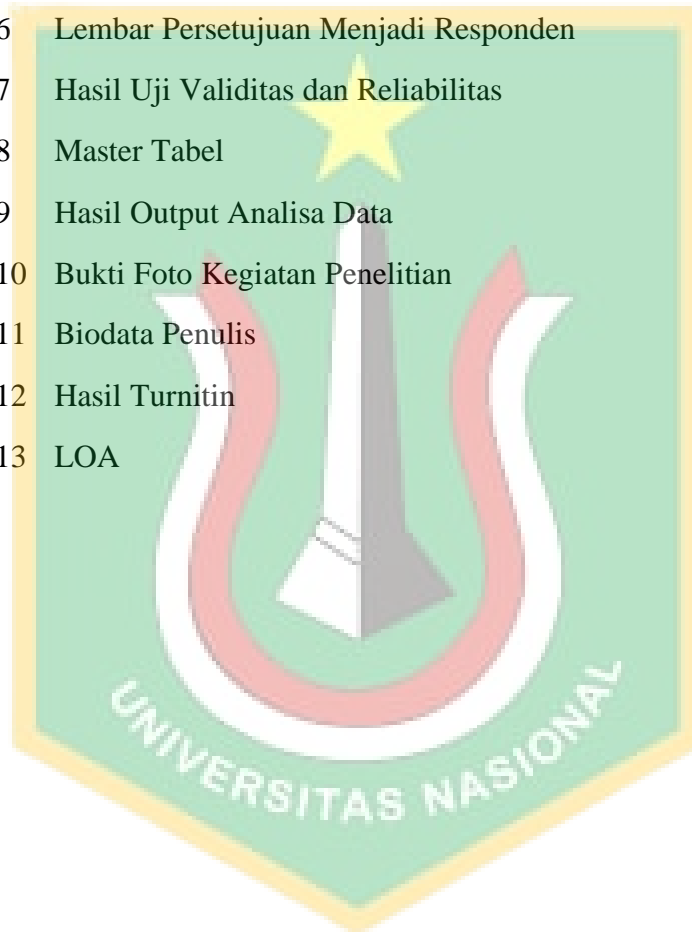 6 Lembar Persetujuan Menjadi Responden
7 Hasil Uji Validitas dan Reliabilitas
8 Master Tabel
9 Hasil Output Analisa Data
10 Bukti Foto Kegiatan Penelitian
11 Biodata Penulis
12 Hasil Turnitin
13 LOA
UNIVERSITAS NASIONAL